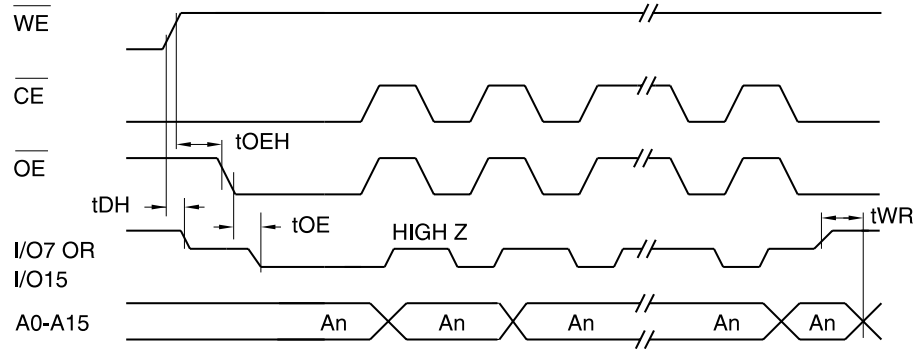 WE
CE
tOEH
OE
tDH
tOE
tWR
HIGH Z
I/O7 OR
I/O15
A0-A15
An An An An An